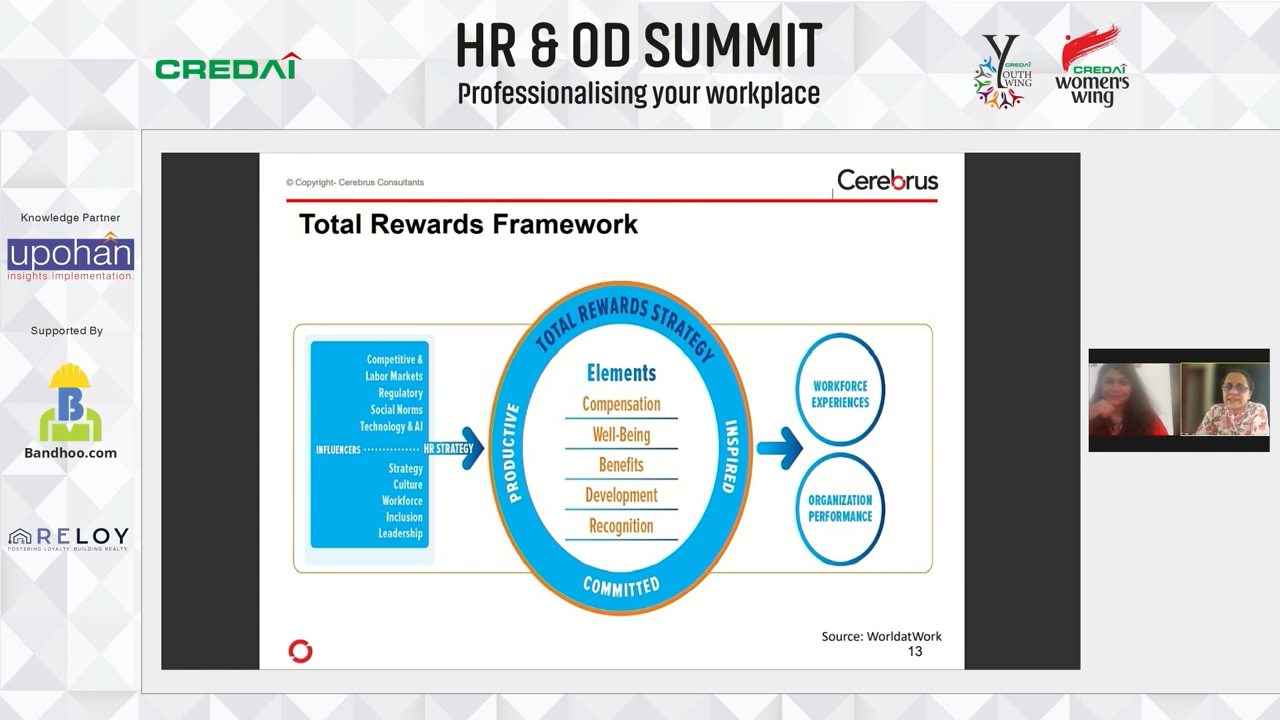 CREDAI
HR & OD SUMMIT
Professionalising your workplace
CREDAI
YOUTH
WING
CREDAI
women's
wing
Knowledge Partner
upohan
insights.implementation.
Supported By
B
Bandhoo.com
RELOY
FOSTERING LOYALTY. BUILDING REALTY.
© Copyright- Cerebrus Consultants
Cerebrus
Total Rewards Framework
Competitive &
Labor Markets
Regulatory
Social Norms
Technology & AI
INFLUENCERS
HR STRATEGY
Strategy
Culture
Workforce
Inclusion
Leadership
TOTAL REWARDS STRATEGY
PRODUCTIVE
INSPIRED
COMMITTED
Elements
Compensation
Well-Being
Benefits
Development
Recognition
WORKFORCE
EXPERIENCES
ORGANIZATION
PERFORMANCE
Source: WorldatWork
13